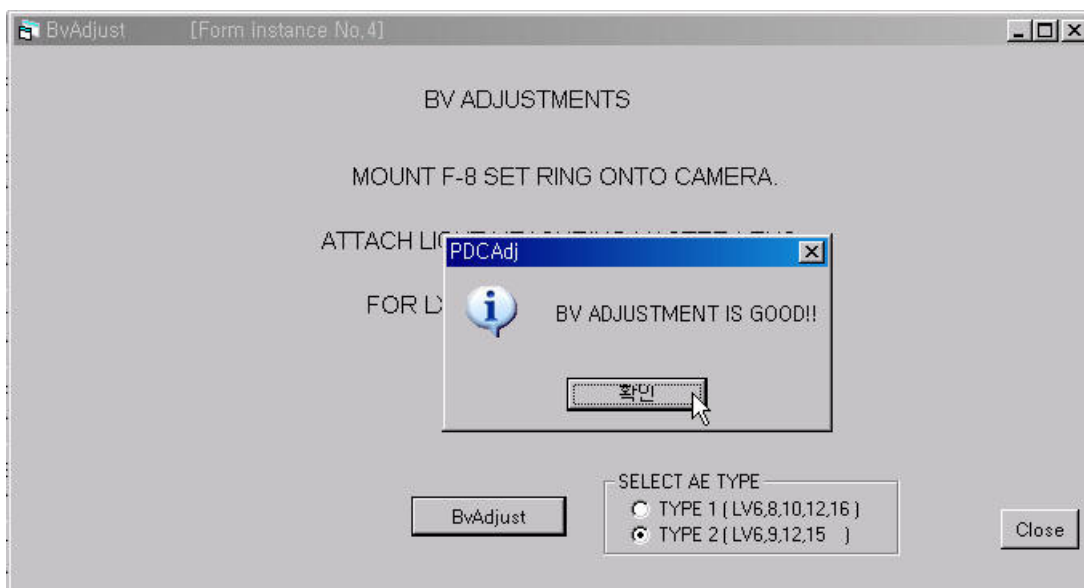 BvAdjust [Form instance No,4]
BV ADJUSTMENTS
MOUNT F-8 SET RING ONTO CAMERA.
ATTACH
PDCAdj
FOR
BV ADJUSTMENT IS GOOD!!
확인
SELECT AE TYPE
TYPE 1 ( LV6,8,10,12,16 )
BvAdjust
TYPE 2 ( LV6,9,12,15 )
Close